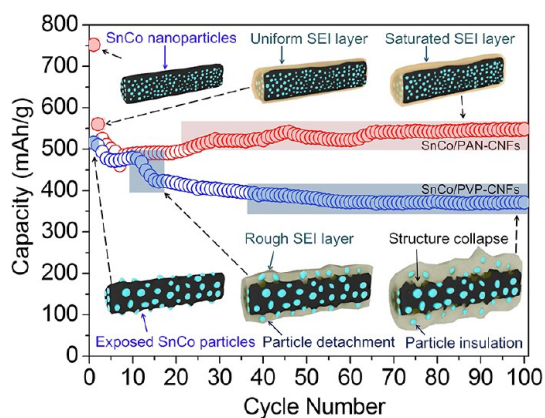 800
700
600
500
400
300
200
100
0
Capacity (mAh/g)
SnCo nanoparticles
Uniform SEI layer
Saturated SEI layer
SnCo/PAN-CNFs
SnCo/PVP-CNFs
Rough SEI layer
Structure collapse
Exposed SnCo particles
Particle detachment
Particle insulation
0 10 20 30 40 50 60 70 80 90 100
Cycle Number